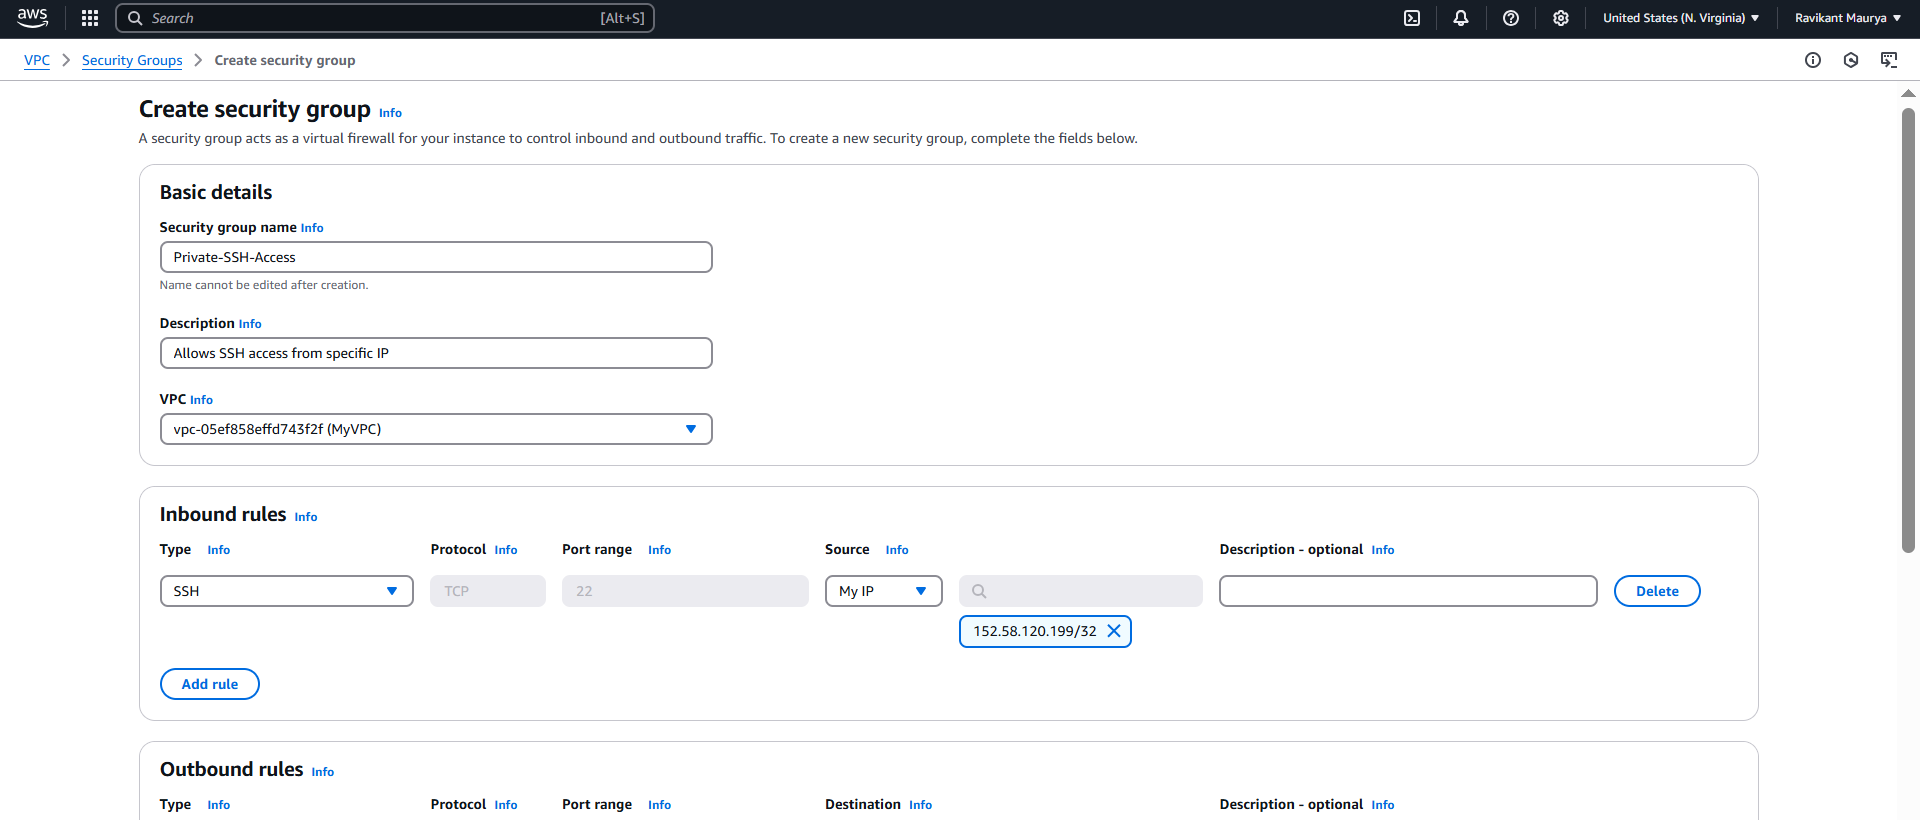 aws Search [Alt+S] United States (N. Virginia) Ravikant Maurya
VPC Security Groups Create security group
Create security group Info
A security group acts as a virtual firewall for your instance to control inbound and outbound traffic. To create a new security group, complete the fields below.
Basic details
Security group name Info
Private-SSH-Access
Name cannot be edited after creation.
Description Info
Allows SSH access from specific IP
VPC Info
vpc-05ef858effd743f2f (MyVPC)
Inbound rules Info
Type Info Protocol Info Port range Info Source Info Description - optional Info
SSH TCP 22 My IP Delete
152.58.120.199/32
Add rule
Outbound rules Info
Type Info Protocol Info Port range Info Destination Info Description - optional Info